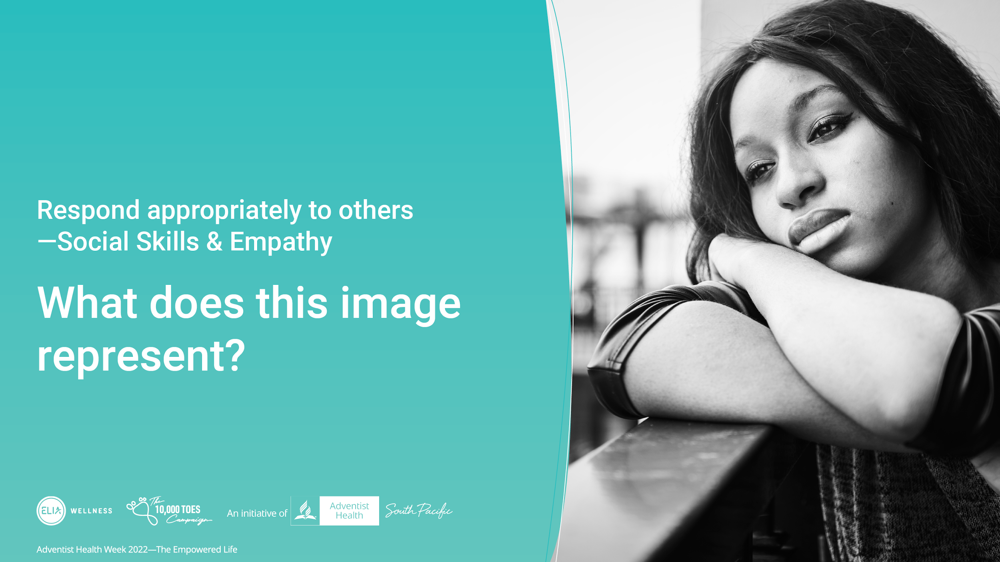 Respond appropriately to others
—Social Skills & Empathy
What does this image
represent?
ELIA WELLNESS
The
10,000 TOES
Campaign
An initiative of
Adventist
Health
South Pacific
Adventist Health Week 2022—The Empowered Life